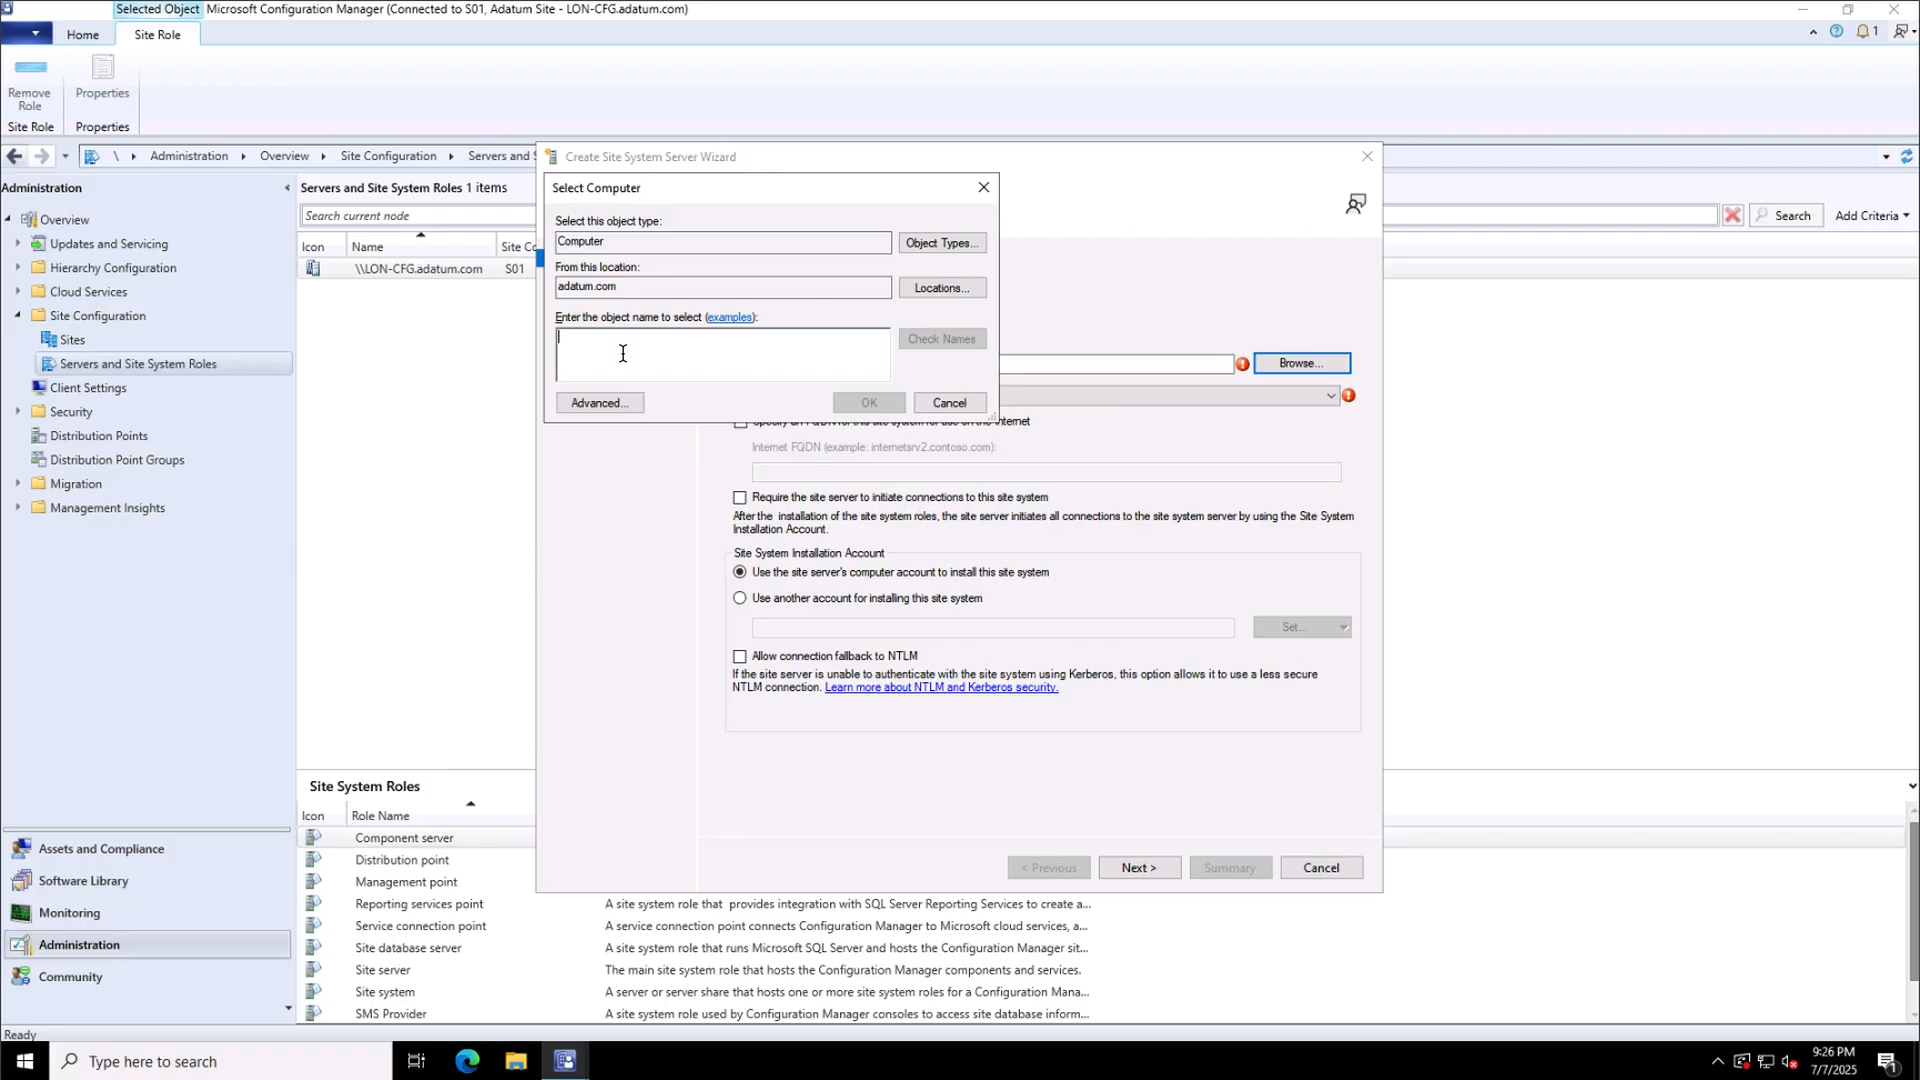 Selected Object Microsoft Configuration Manager (Connected to S01, Adatum Site - LON-CFG.adatum.com)
Home
Site Role
1
Remove
Role
Properties
Site Role
Properties
\
Administration
Overview
Site Configuration
Servers and S
Create Site System Server Wizard
Administration
Servers and Site System Roles 1 items
Select Computer
Overview
Search current node
Select this object type:
Search
Add Criteria
Updates and Servicing
Icon
Name
Site Co
Computer
Object Types...
Hierarchy Configuration
\\LON-CFG.adatum.com
S01
From this location:
Cloud Services
adatum.com
Locations...
Site Configuration
Enter the object name to select (examples):
Sites
Check Names
Servers and Site System Roles
Browse...
Client Settings
Advanced...
OK
Cancel
Security
Distribution Points
Internet FQDN (example: internetsrv2.contoso.com):
Distribution Point Groups
Migration
Require the site server to initiate connections to this site system
Management Insights
After the installation of the site system roles, the site server initiates all connections to the site system server by using the Site System
Installation Account.
Site System Installation Account
Use the site server's computer account to install this site system
Use another account for installing this site system
Set...
Allow connection fallback to NTLM
If the site server is unable to authenticate with the site system using Kerberos, this option allows it to use a less secure
NTLM connection. Learn more about NTLM and Kerberos security.
Site System Roles
Icon
Role Name
Component server
Distribution point
Management point
< Previous
Next >
Summary
Cancel
Reporting services point
A site system role that provides integration with SQL Server Reporting Services to create a...
Service connection point
A service connection point connects Configuration Manager to Microsoft cloud services, a...
Site database server
A site system role that runs Microsoft SQL Server and hosts the Configuration Manager sit...
Site server
The main site system role that hosts the Configuration Manager components and services.
Site system
A server or server share that hosts one or more site system roles for a Configuration Mana...
SMS Provider
A site system role used by Configuration Manager consoles to access site database inform...
Assets and Compliance
Software Library
Monitoring
Administration
Community
Ready
Type here to search
9:26 PM
7/7/2025
1